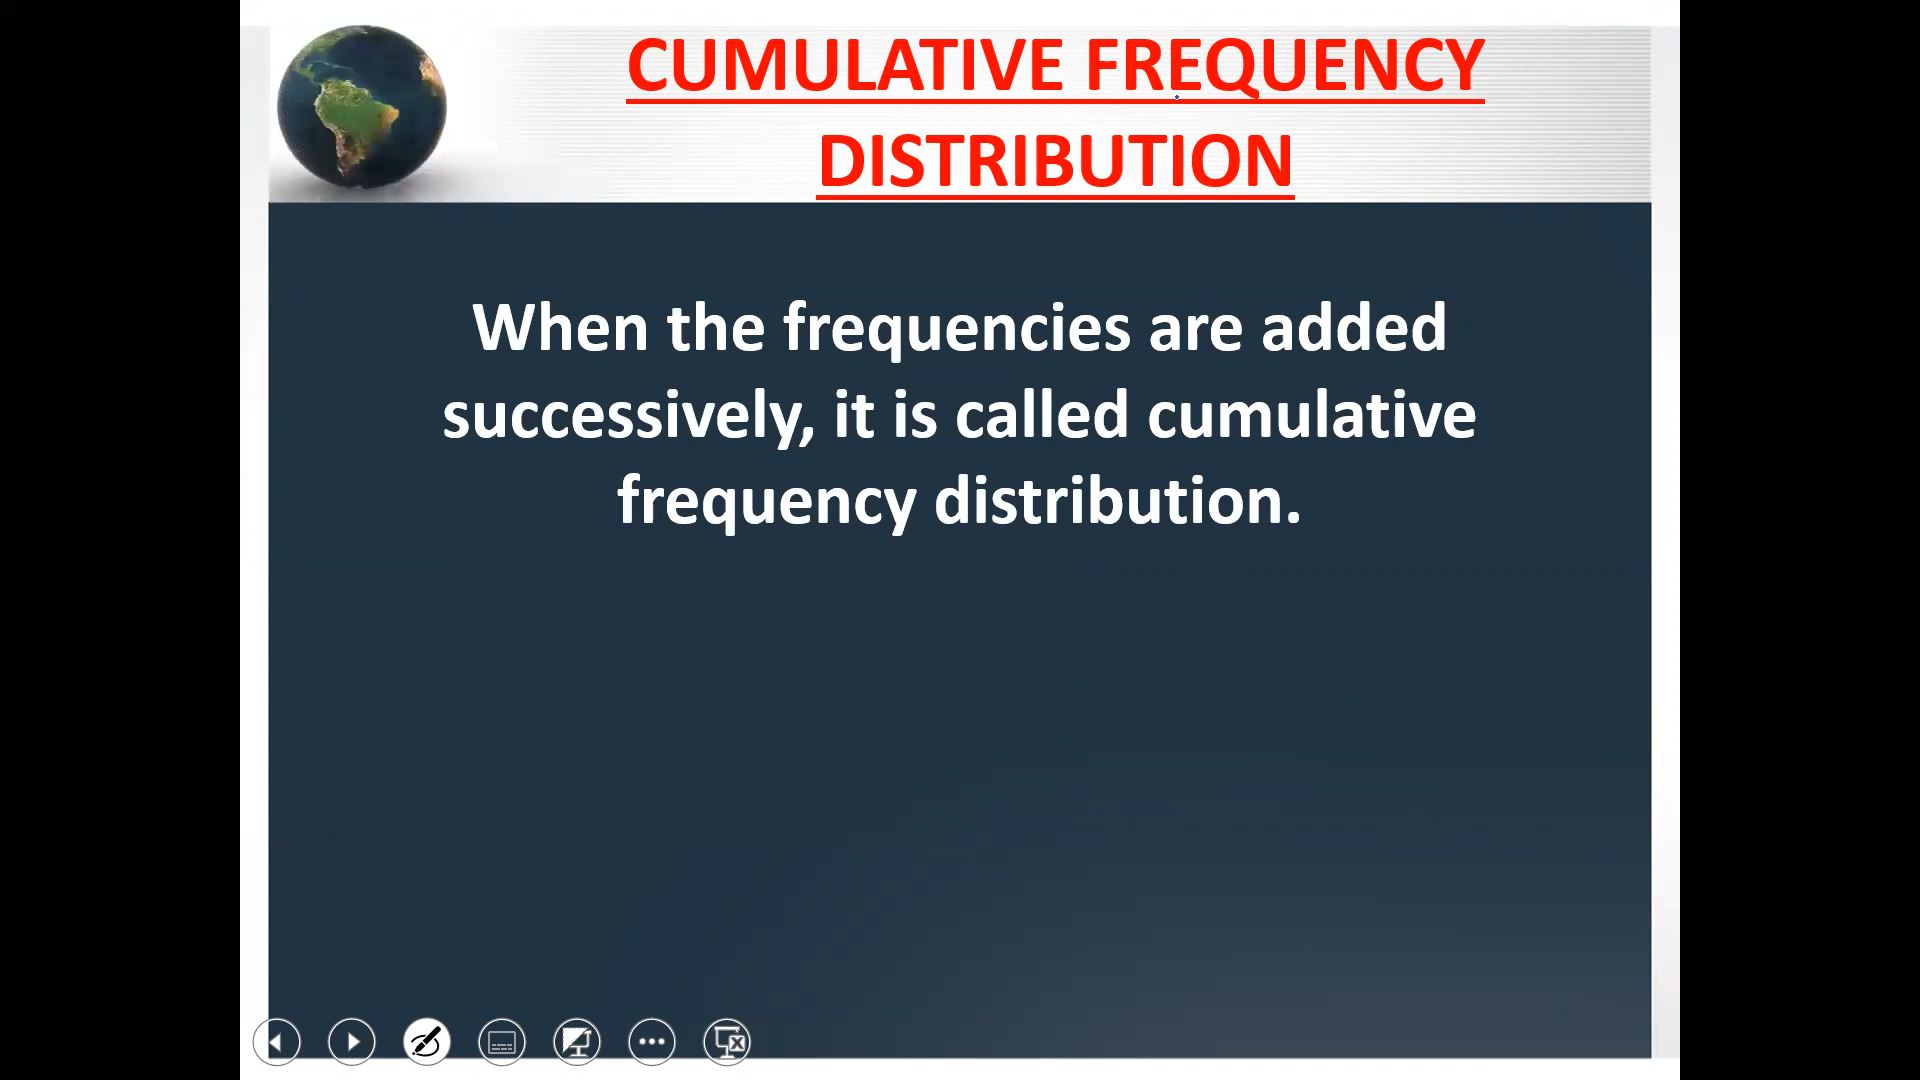 CUMULATIVE FREQUENCY
DISTRIBUTION
When the frequencies are added
successively, it is called cumulative
frequency distribution.